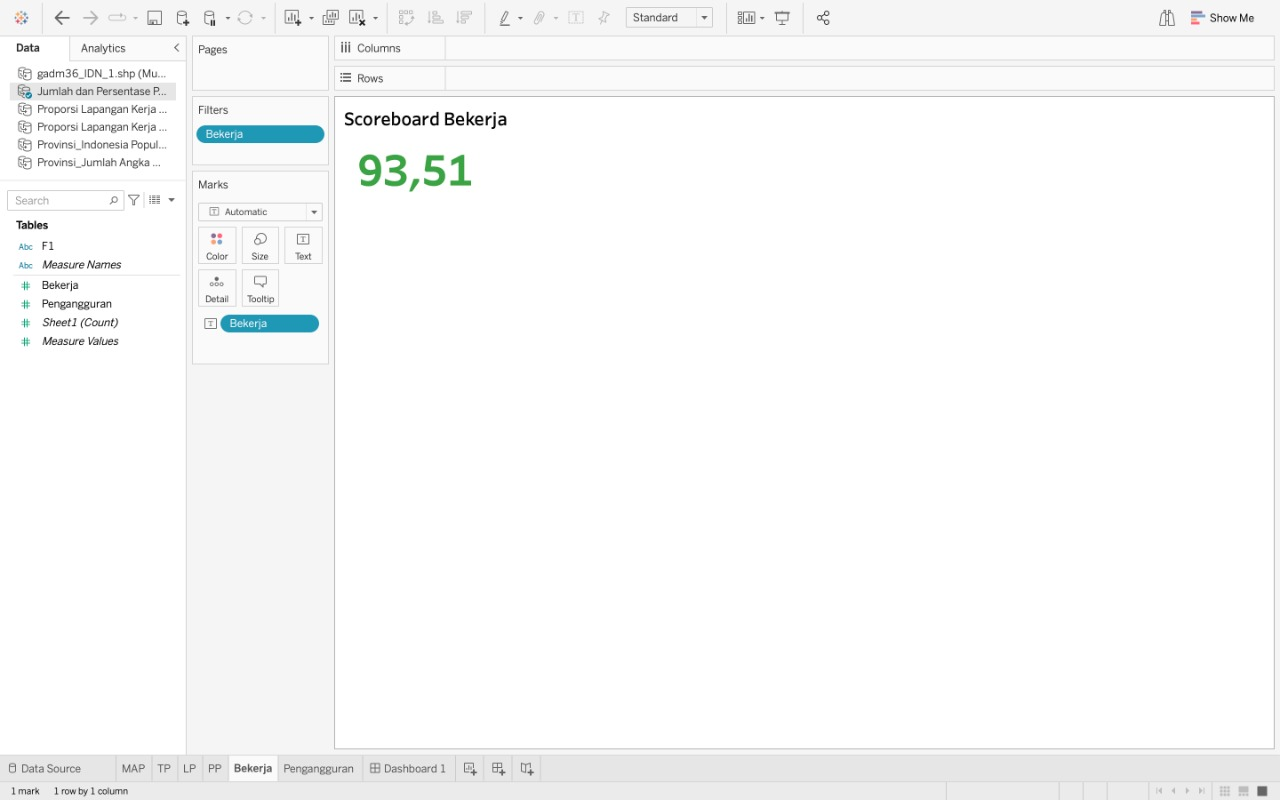 Standard
Show Me
Data
Analytics
Pages
Columns
Rows
gadm36_IDN_1.shp (Mu...
Jumlah dan Persentase P...
Proporsi Lapangan Kerja ...
Proporsi Lapangan Kerja ...
Provinsi_Indonesia Popul...
Provinsi_Jumlah Angka ...
Search
Tables
Abc F1
Abc Measure Names
# Bekerja
# Pengangguran
# Sheet1 (Count)
# Measure Values
Filters
Bekerja
Marks
T Automatic
Color
Size
T Text
Detail
Tooltip
T Bekerja
Scoreboard Bekerja
93,51
Data Source
MAP
TP
LP
PP
Bekerja
Pengangguran
Dashboard 1
1 mark
1 row by 1 column